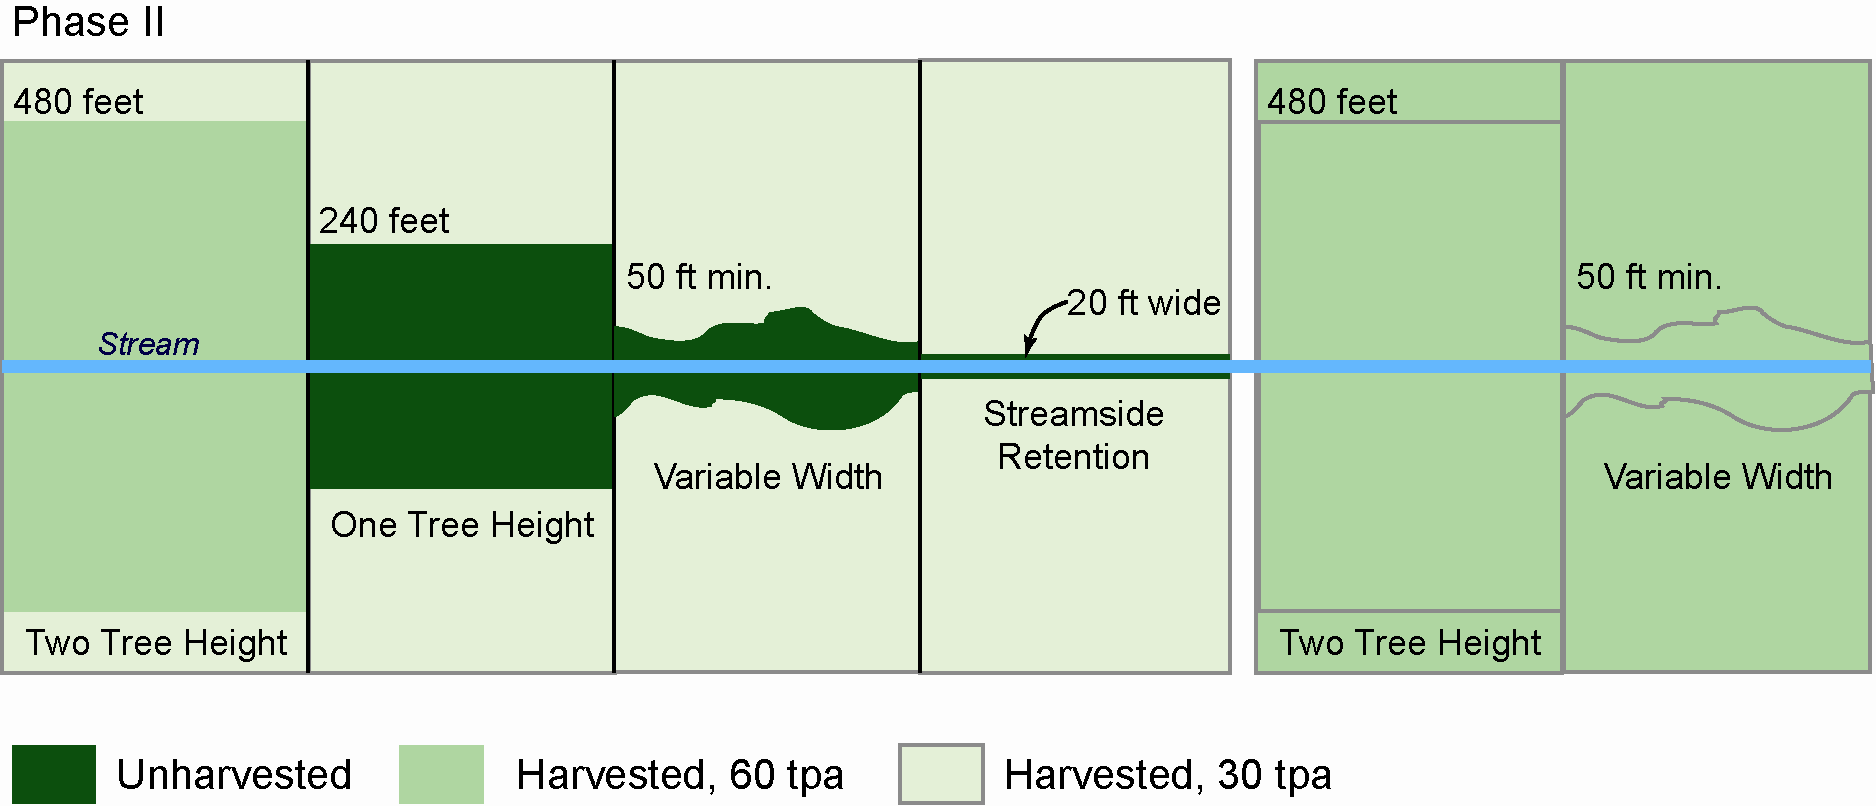 Phase II
480 feet
240 feet
50 ft min.
20 ft wide
Stream
Streamside
Retention
Variable Width
One Tree Height
Two Tree Height
480 feet
50 ft min.
Variable Width
Two Tree Height
Unharvested
Harvested, 60 tpa
Harvested, 30 tpa